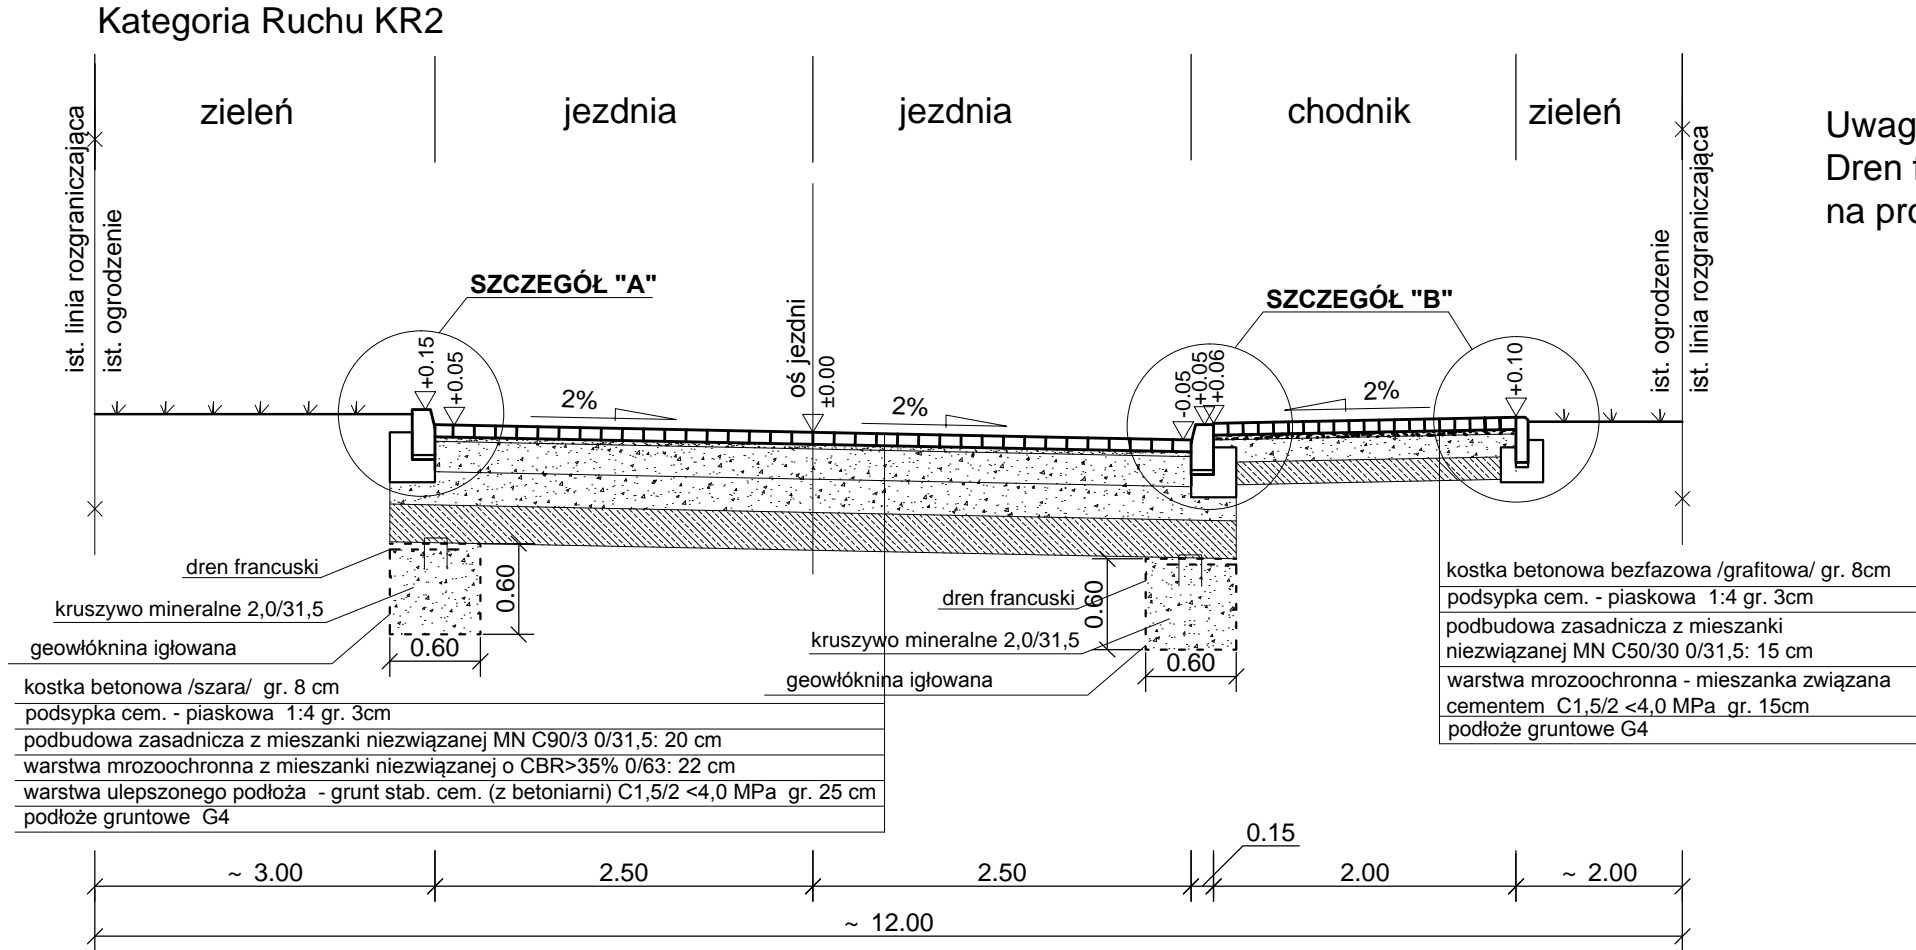 Kategoria Ruchu KR2
zieleń
jezdnia
jezdnia
chodnik
zieleń
ist. linia rozgraniczająca
ist. ogrodzenie
ist. ogrodzenie
ist. linia rozgraniczająca
Uwag
Dren
na pro
SZCZEGÓŁ "A"
SZCZEGÓŁ "B"
+0.15
+0.05
oś jezdni
±0.00
-0.05
+0.05
+0.06
+0.10
2%
2%
2%
dren francuski
kruszywo mineralne 2,0/31,5
geowłóknina igłowana
0.60
0.60
dren francuski
kruszywo mineralne 2,0/31,5
geowłóknina igłowana
0.60
0.60
kostka betonowa /szara/ gr. 8 cm
podsypka cem. - piaskowa 1:4 gr. 3cm
podbudowa zasadnicza z mieszanki niezwiązanej MN C90/3 0/31,5: 20 cm
warstwa mrozoochronna z mieszanki niezwiązanej o CBR>35% 0/63: 22 cm
warstwa ulepszonego podłoża - grunt stab. cem. (z betoniarni) C1,5/2 <4,0 MPa gr. 25 cm
podłoże gruntowe G4
kostka betonowa bezfazowa /grafitowa/ gr. 8cm
podsypka cem. - piaskowa 1:4 gr. 3cm
podbudowa zasadnicza z mieszanki
niezwiązanej MN C50/30 0/31,5: 15 cm
warstwa mrozoochronna - mieszanka związana
cementem C1,5/2 <4,0 MPa gr. 15cm
podłoże gruntowe G4
0.15
~ 3.00
2.50
2.50
2.00
~ 2.00
~ 12.00